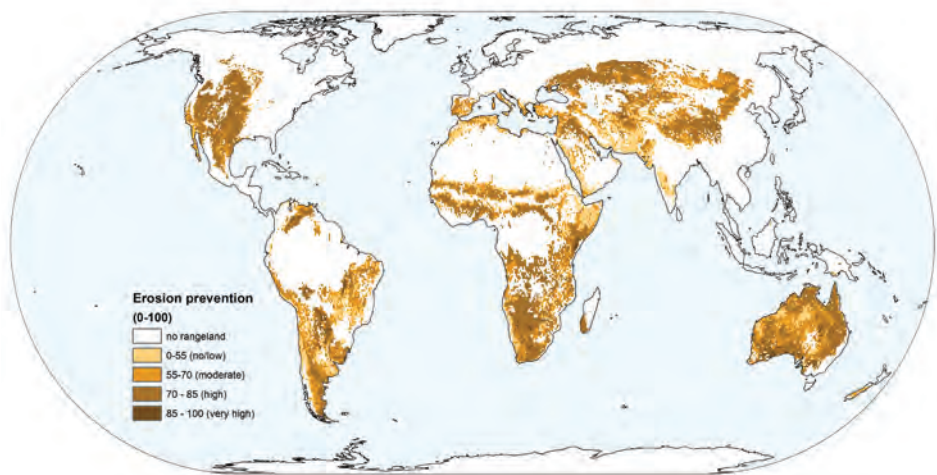 Erosion prevention
(0-100)
no rangeland
0-55 (no/low)
55-70 (moderate)
70 - 85 (high)
85 - 100 (very high)